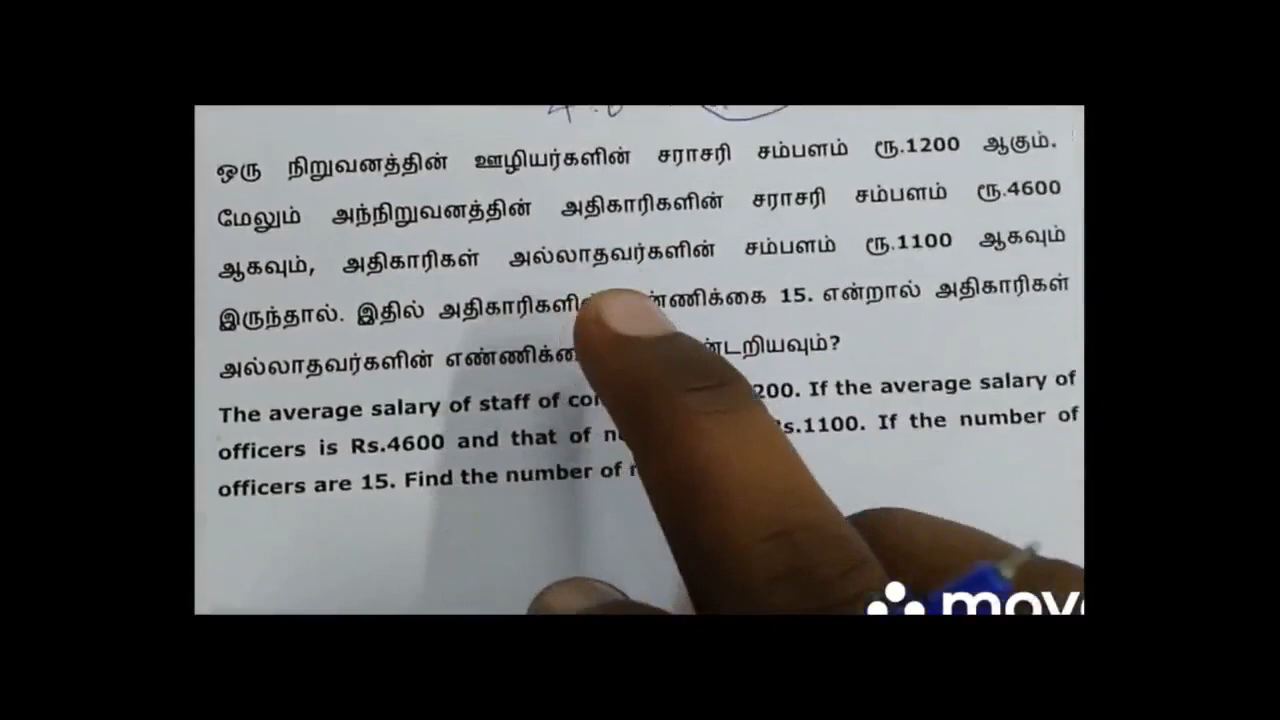 ஒரு நிறுவனத்தின் ஊழியர்களின் சராசரி சம்பளம் ரூ.1200 ஆகும்.
மேலும் அந்நிறுவனத்தின் அதிகாரிகளின் சராசரி சம்பளம் ரூ.4600
ஆகவும், அதிகாரிகள் அல்லாதவர்களின் சம்பளம் ரூ.1100 ஆகவும்
இருந்தால். இதில் அதிகாரிகளின் 15. என்றால் அதிகாரிகள்
அல்லாதவர்களின்
The average salary of staff of 200. If the average salary of
officers is Rs.4600 and that of s.1100. If the number of
officers are 15. Find the number of